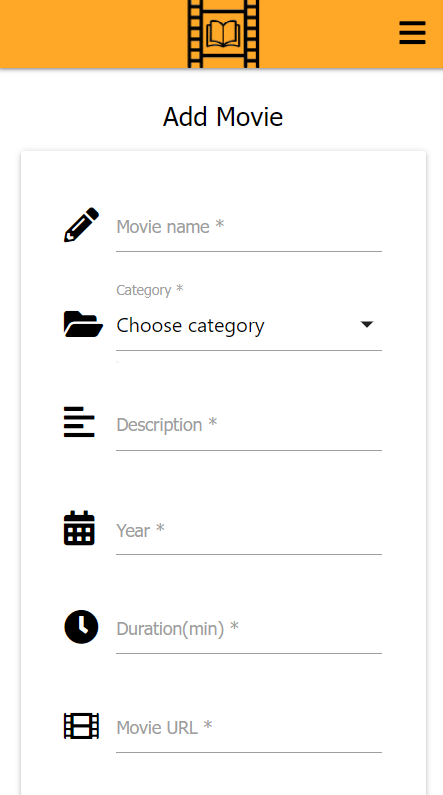 Add Movie
Movie name *
Category *
Choose category
Description *
Year *
Duration(min) *
Movie URL *